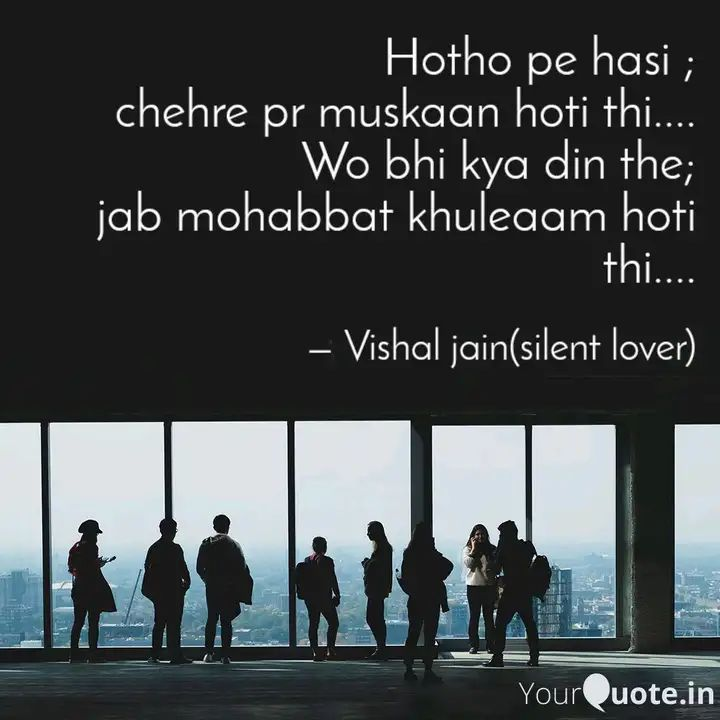 Hotho pe hasi ;
chehre pr muskaan hoti thi....
Wo bhi kya din the;
jab mohabbat khuleaam hoti
thi....
– Vishal jain(silent lover)
YourQuote.in